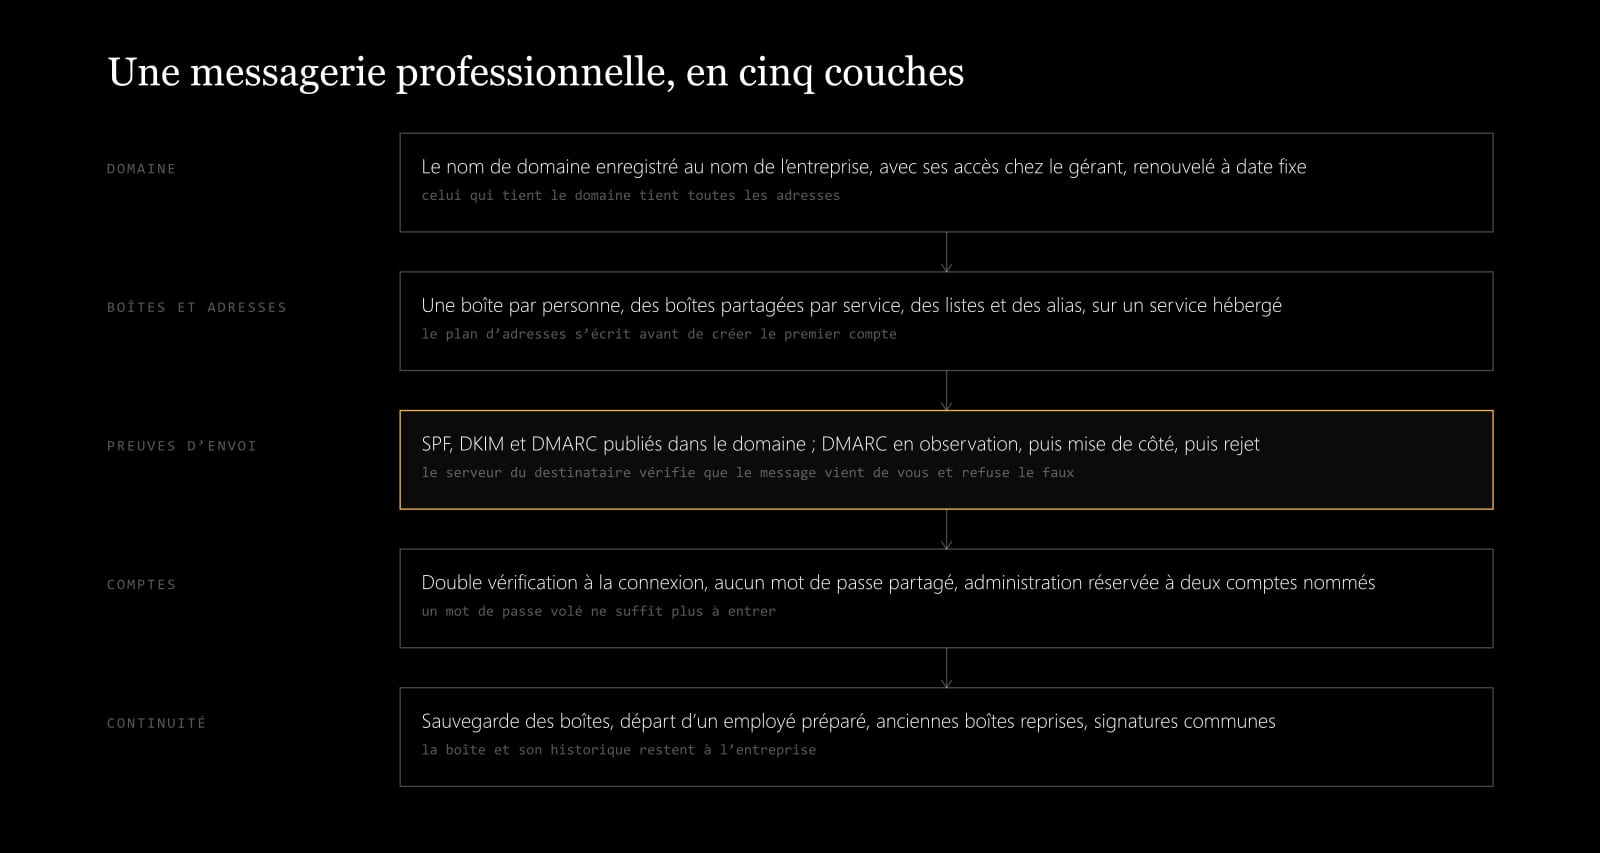 Une messagerie professionnelle, en cinq couches
DOMAINE
Le nom de domaine enregistré au nom de l’entreprise, avec ses accès chez le gérant, renouvelé à date fixe
celui qui tient le domaine tient toutes les adresses
BOÎTES ET ADRESSES
Une boîte par personne, des boîtes partagées par service, des listes et des alias, sur un service hébergé
le plan d’adresses s’écrit avant de créer le premier compte
PREUVES D’ENVOI
SPF, DKIM et DMARC publiés dans le domaine ; DMARC en observation, puis mise de côté, puis rejet
le serveur du destinataire vérifie que le message vient de vous et refuse le faux
COMPTES
Double vérification à la connexion, aucun mot de passe partagé, administration réservée à deux comptes nommés
un mot de passe volé ne suffit plus à entrer
CONTINUITÉ
Sauvegarde des boîtes, départ d’un employé préparé, anciennes boîtes reprises, signatures communes
la boîte et son historique restent à l’entreprise